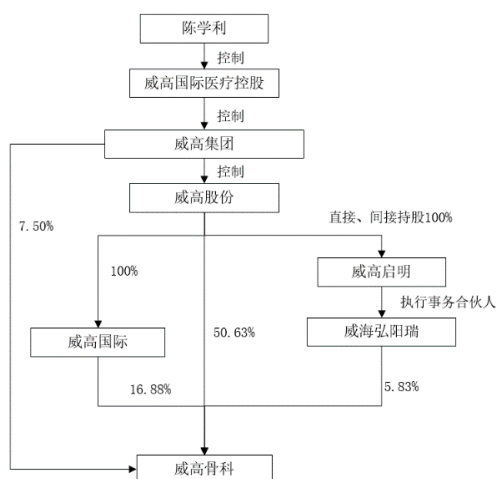 陈学利
控制
威高国际医疗控股
控制
威高集团
控制
威高股份
7.50%
直接、间接持股100%
100%
威高启明
执行事务合伙人
50.63%
威高国际
威海弘阳瑞
16.88%
5.83%
威高骨科